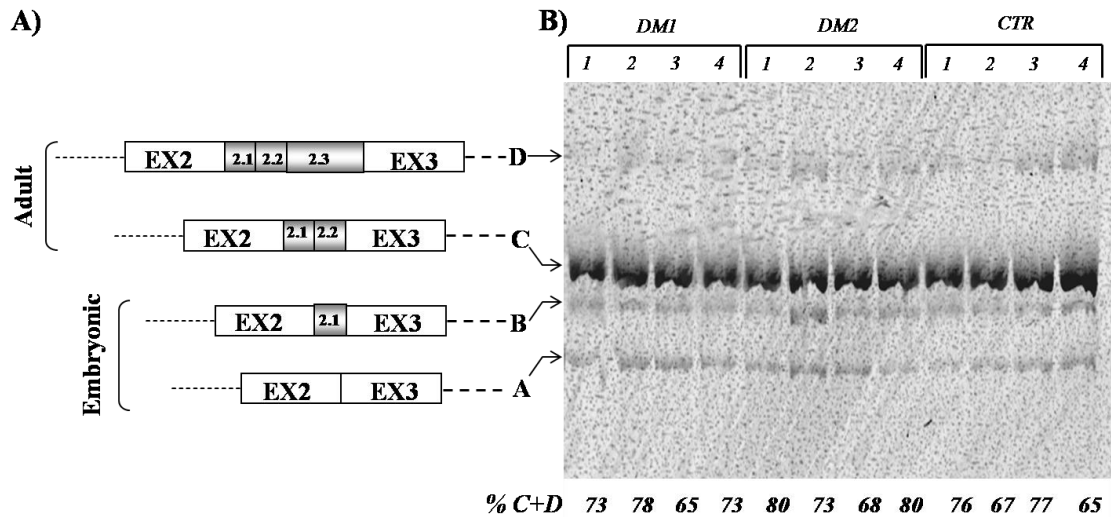 A)
Adult
EX2 2.1 2.2 2.3 EX3 D
EX2 2.1 2.2 EX3 C
Embryonic
EX2 2.1 EX3 B
EX2 EX3 A
B)
DM1 DM2 CTR
1 2 3 4 1 2 3 4 1 2 3 4
% C+D 73 78 65 73 80 73 68 80 76 67 77 65